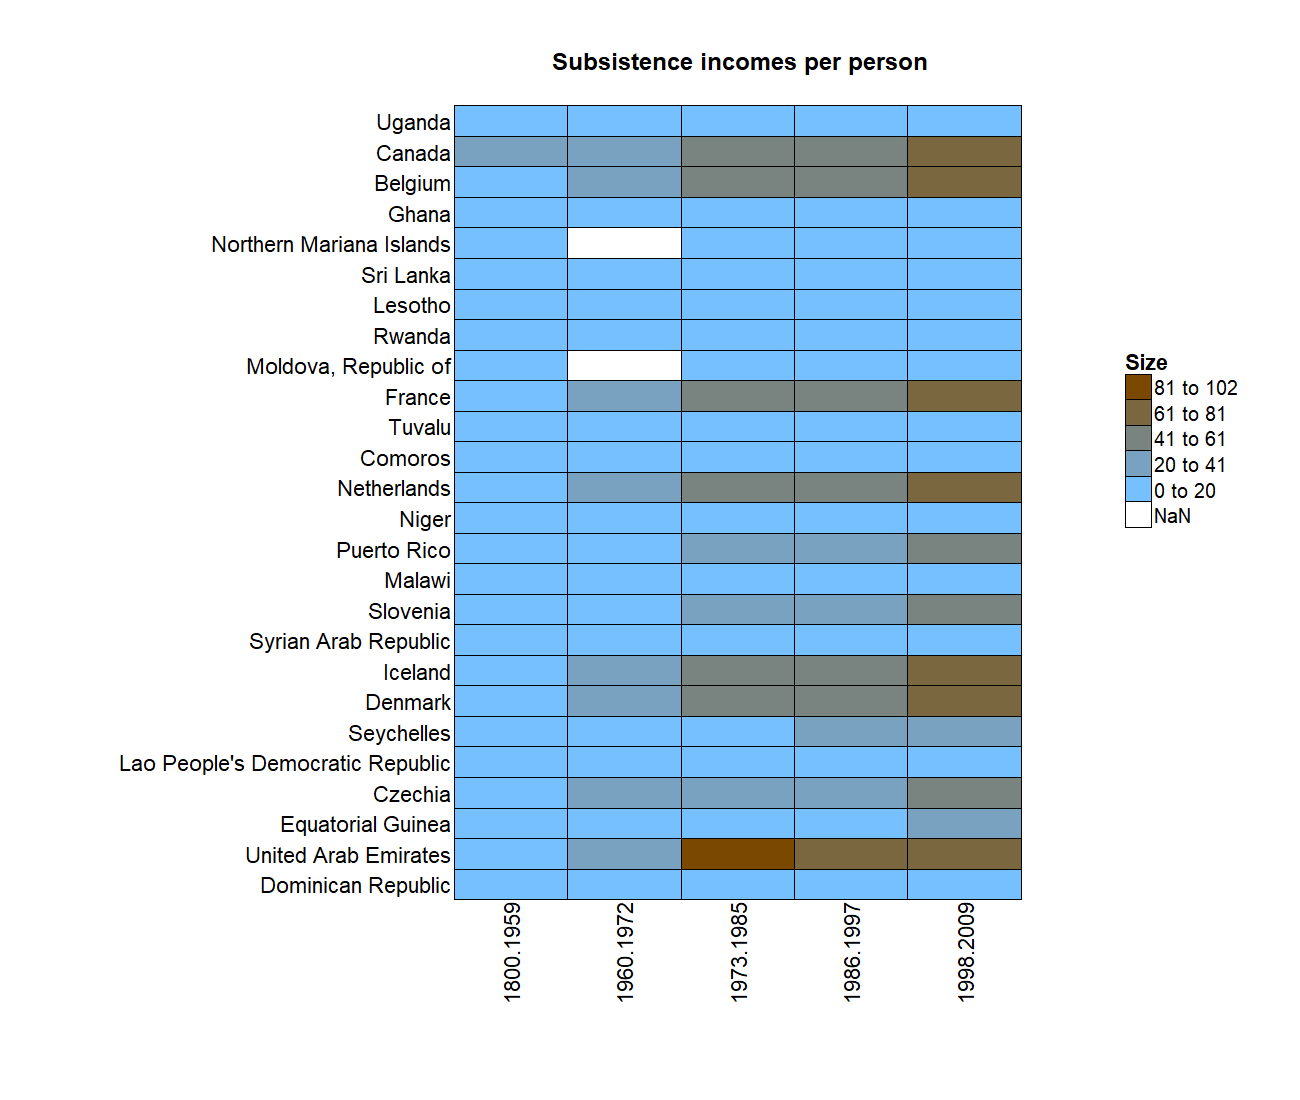 Subsistence incomes per person
Uganda
Canada
Belgium
Ghana
Northern Mariana Islands
Sri Lanka
Lesotho
Rwanda
Moldova, Republic of
France
Tuvalu
Comoros
Netherlands
Niger
Puerto Rico
Malawi
Slovenia
Syrian Arab Republic
Iceland
Denmark
Seychelles
Lao People's Democratic Republic
Czechia
Equatorial Guinea
United Arab Emirates
Dominican Republic
1800.1959
1960.1972
1973.1985
1986.1997
1998.2009
Size
81 to 102
61 to 81
41 to 61
20 to 41
0 to 20
NaN